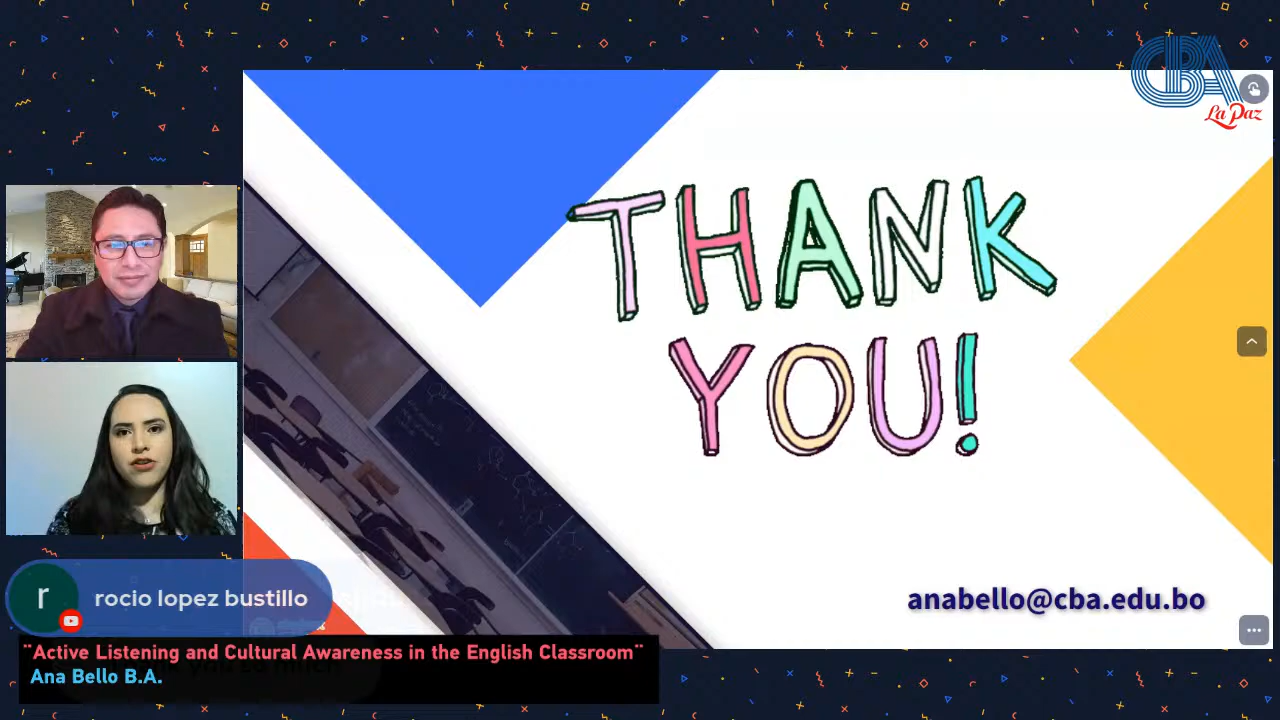 CBA
La Paz
THANK
YOU!
r
rocio lopez bustillo
anabello@cba.edu.bo
¨Active Listening and Cultural Awareness in the English Classroom¨
Ana Bello B.A.